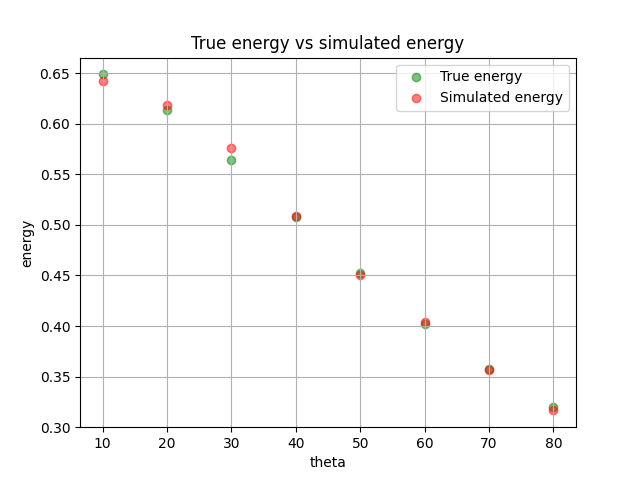 True energy vs simulated energy
True energy
Simulated energy
0.65
0.60
0.55
0.50
0.45
0.40
0.35
0.30
energy
10 20 30 40 50 60 70 80
theta